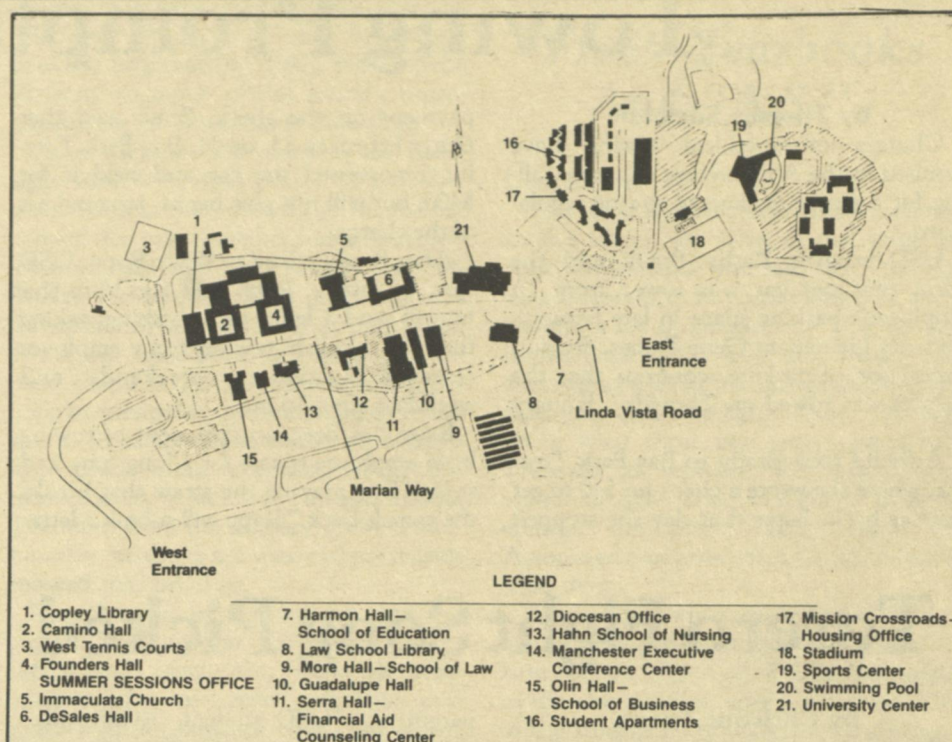 20
19
16
1
17
3
5
21
18
6
4
2
East
Entrance
7
8
12
10
Linda Vista Road
13
11
14
9
15
Marian Way
West
Entrance
LEGEND
1. Copley Library
2. Camino Hall
3. West Tennis Courts
4. Founders Hall
SUMMER SESSIONS OFFICE
5. Immaculata Church
6. DeSales Hall
7. Harmon Hall—
School of Education
8. Law School Library
9. More Hall—School of Law
10. Guadalupe Hall
11. Serra Hall—
Financial Aid
Counseling Center
12. Diocesan Office
13. Hahn School of Nursing
14. Manchester Executive
Conference Center
15. Olin Hall—
School of Business
16. Student Apartments
17. Mission Crossroads—
Housing Office
18. Stadium
19. Sports Center
20. Swimming Pool
21. University Center